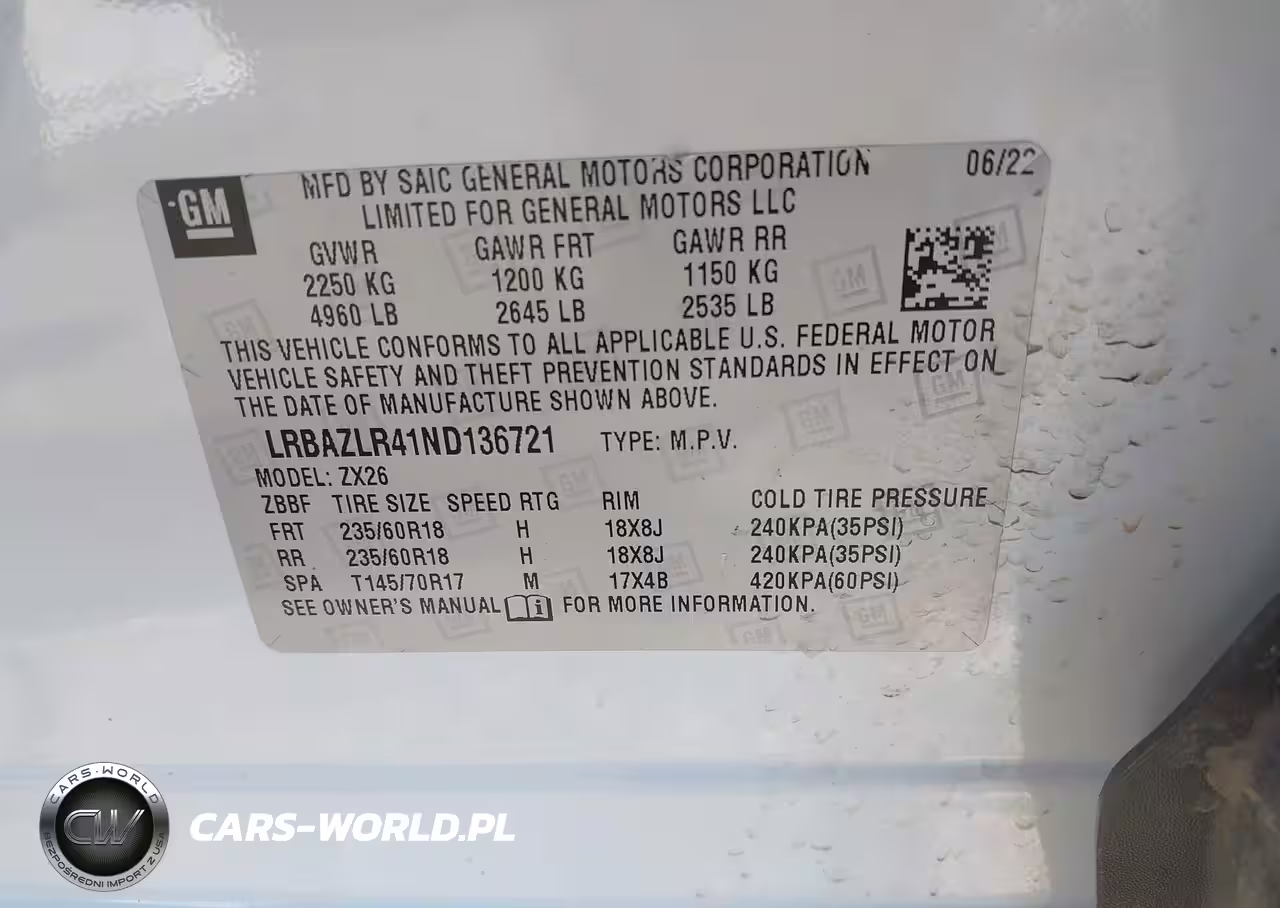 GM
MFD BY SAIC GENERAL MOTORS CORPORATION 06/22
LIMITED FOR GENERAL MOTORS LLC
GVWR GAWR FRT GAWR RR
2250 KG 1200 KG 1150 KG
4960 LB 2645 LB 2535 LB
THIS VEHICLE CONFORMS TO ALL APPLICABLE U.S. FEDERAL MOTOR
VEHICLE SAFETY AND THEFT PREVENTION STANDARDS IN EFFECT ON
THE DATE OF MANUFACTURE SHOWN ABOVE.
LRBAZLR41ND136721 TYPE: M.P.V.
MODEL: ZX26
ZBBF TIRE SIZE SPEED RTG RIM COLD TIRE PRESSURE
FRT 235/60R18 H 18X8J 240KPA(35PSI)
RR 235/60R18 H 18X8J 240KPA(35PSI)
SPA T145/70R17 M 17X4B 420KPA(60PSI)
SEE OWNER'S MANUAL FOR MORE INFORMATION.
CARS-WORLD
CW
BEZPOŚREDNI IMPORT Z USA
CARS-WORLD.PL